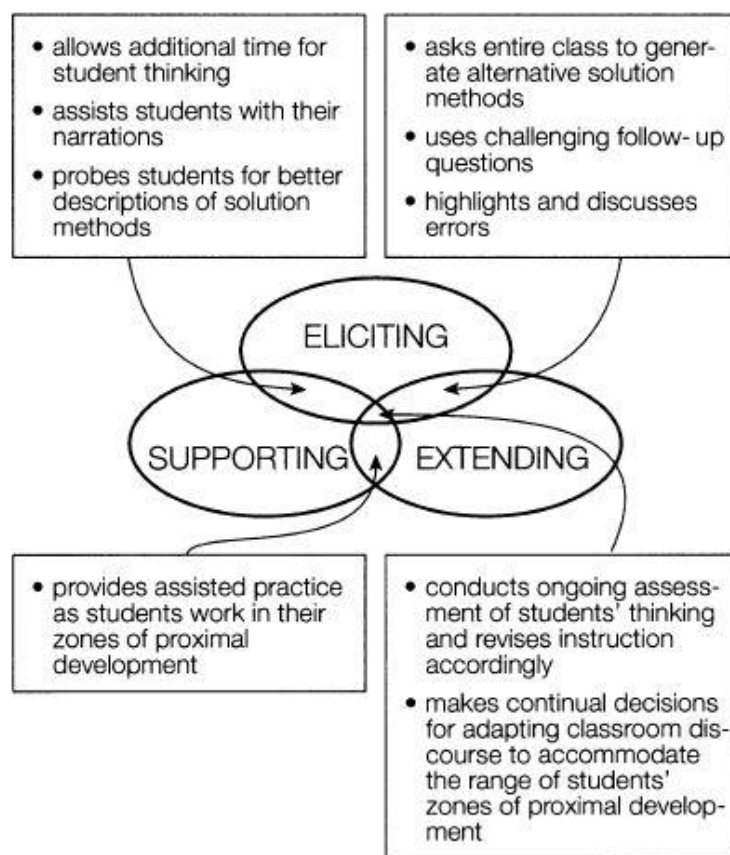 • allows additional time for
student thinking
• assists students with their
narrations
• probes students for better
descriptions of solution
methods
• asks entire class to gener-
ate alternative solution
methods
• uses challenging follow-up
questions
• highlights and discusses
errors
ELICITING
SUPPORTING
EXTENDING
• provides assisted practice
as students work in their
zones of proximal
development
• conducts ongoing assess-
ment of students' thinking
and revises instruction
accordingly
• makes continual decisions
for adapting classroom dis-
course to accommodate
the range of students'
zones of proximal develop-
ment